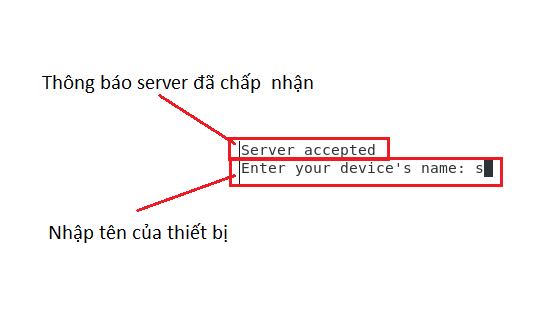 Thông báo server đã chấp nhận
Server accepted
Enter your device's name: s
Nhập tên của thiết bị